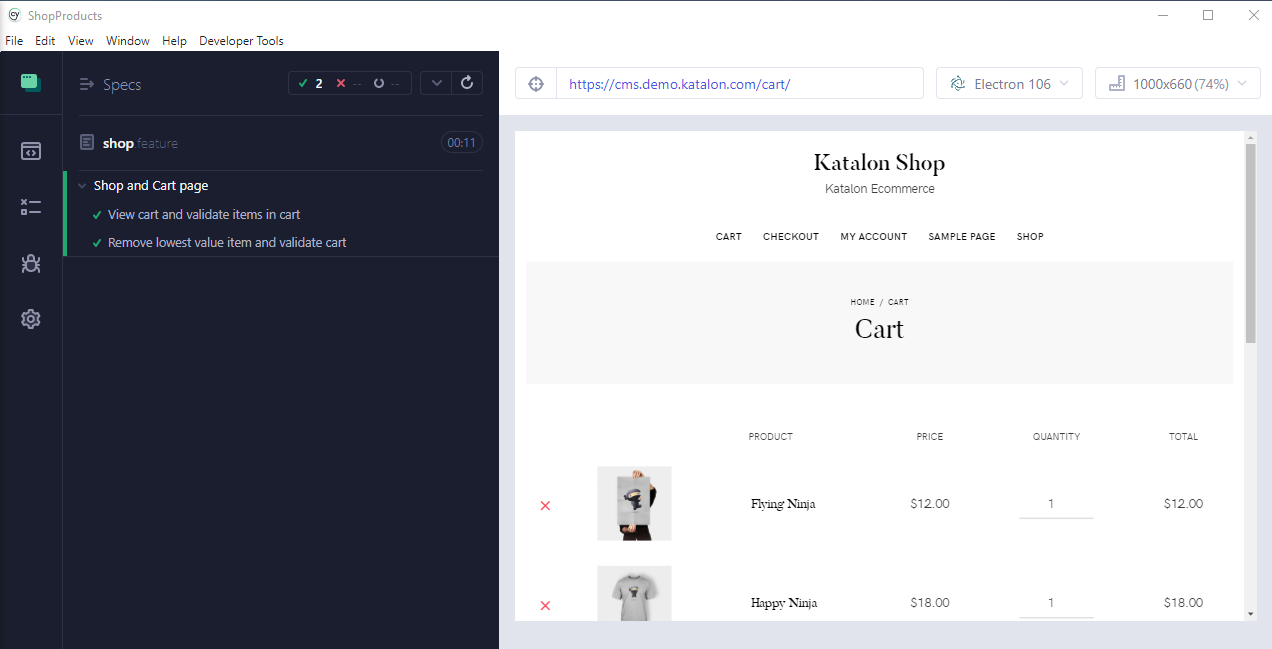 cy ShopProducts
File Edit View Window Help Developer Tools
Specs
2 -- --
shop.feature 00:11
Shop and Cart page
View cart and validate items in cart
Remove lowest value item and validate cart
https://cms.demo.katalon.com/cart/ Electron 106 1000x660 (74%)
Katalon Shop
Katalon Ecommerce
CART CHECKOUT MY ACCOUNT SAMPLE PAGE SHOP
HOME / CART
Cart
PRODUCT PRICE QUANTITY TOTAL
Flying Ninja $12.00 1 $12.00
Happy Ninja $18.00 1 $18.00